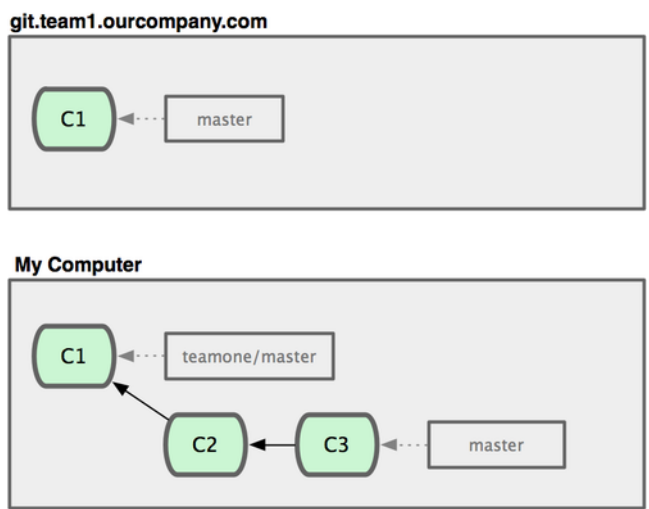 git.team1.ourcompany.com
C1
master
My Computer
C1
teamone/master
C2
C3
master